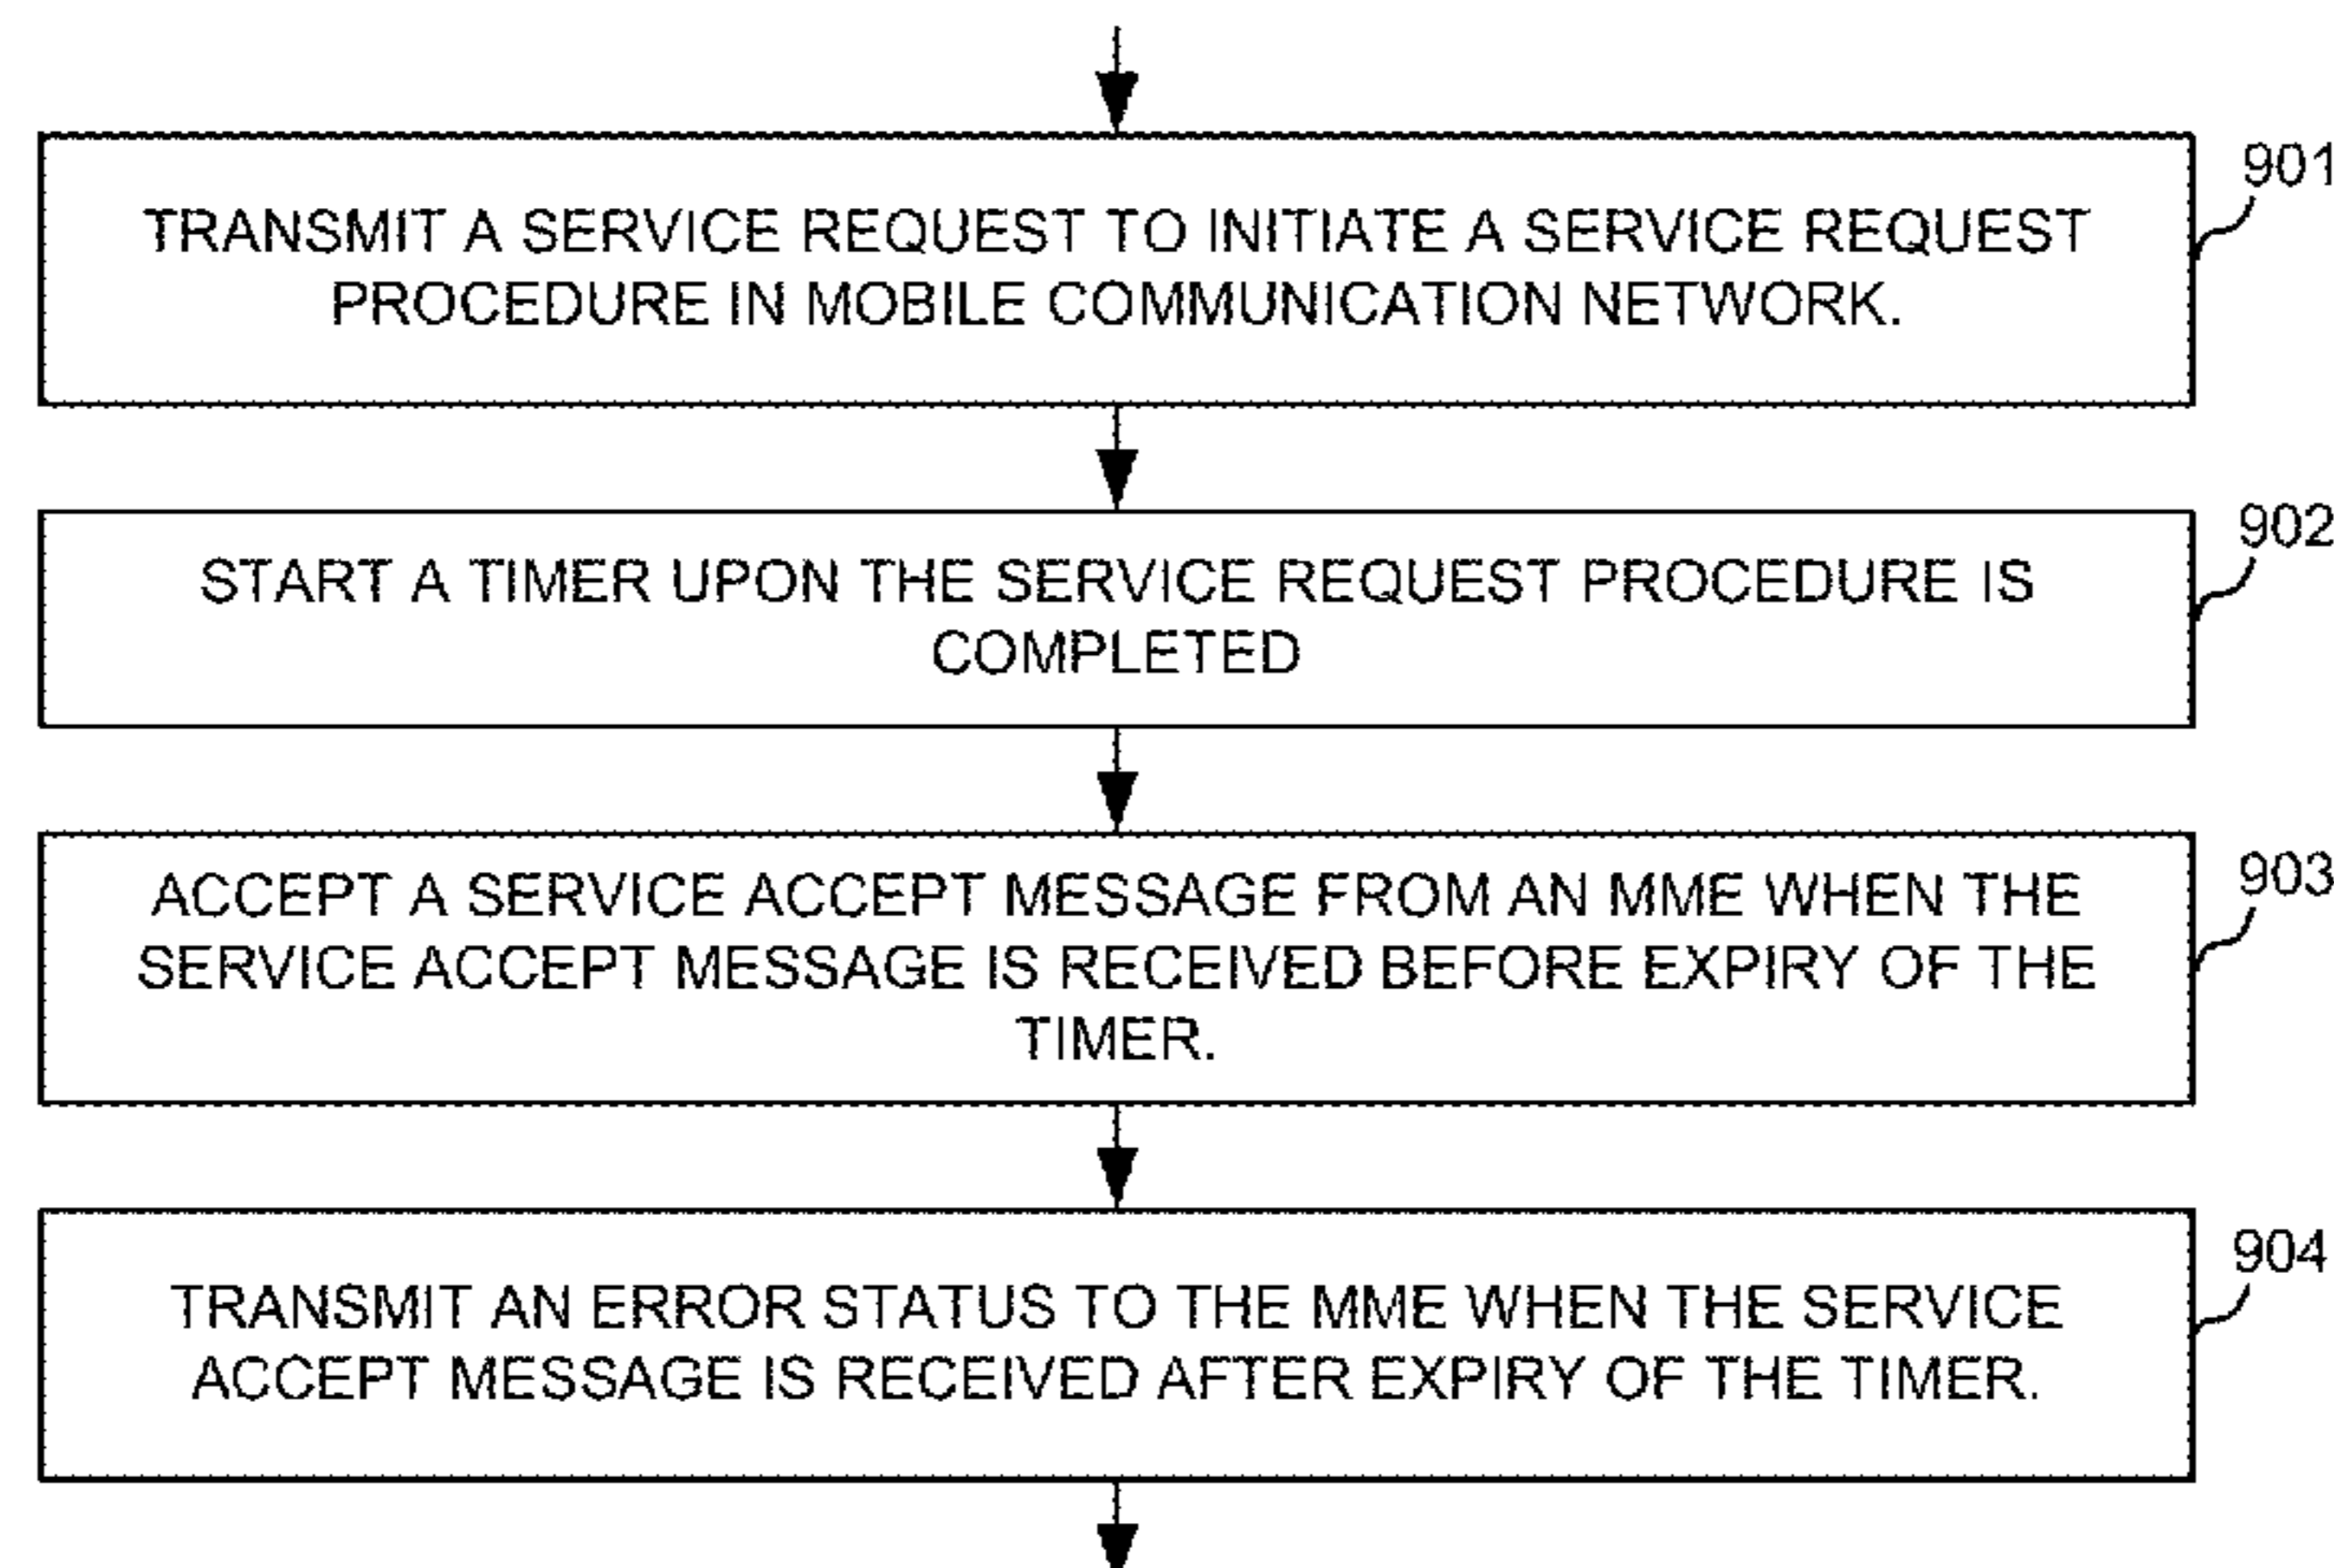 901
TRANSMIT A SERVICE REQUEST TO INITIATE A SERVICE REQUEST
PROCEDURE IN MOBILE COMMUNICATION NETWORK.
902
START A TIMER UPON THE SERVICE REQUEST PROCEDURE IS
COMPLETED
903
ACCEPT A SERVICE ACCEPT MESSAGE FROM AN MME WHEN THE
SERVICE ACCEPT MESSAGE IS RECEIVED BEFORE EXPIRY OF THE
TIMER.
904
TRANSMIT AN ERROR STATUS TO THE MME WHEN THE SERVICE
ACCEPT MESSAGE IS RECEIVED AFTER EXPIRY OF THE TIMER.